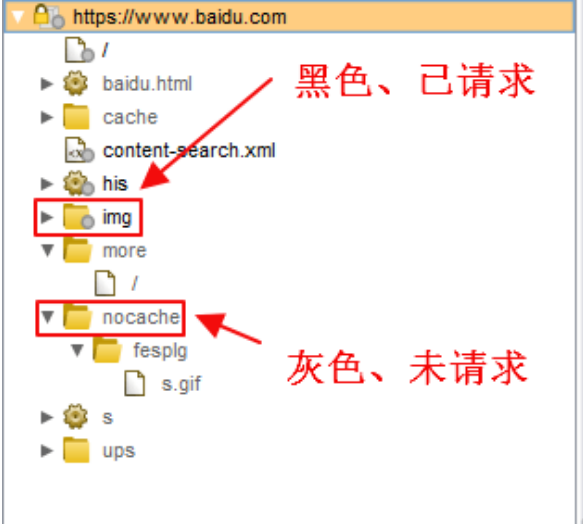 https://www.baidu.com
/
黑色、已请求
baidu.html
cache
content-search.xml
his
img
more
/
nocache
fesplg
灰色、未请求
s.gif
s
ups